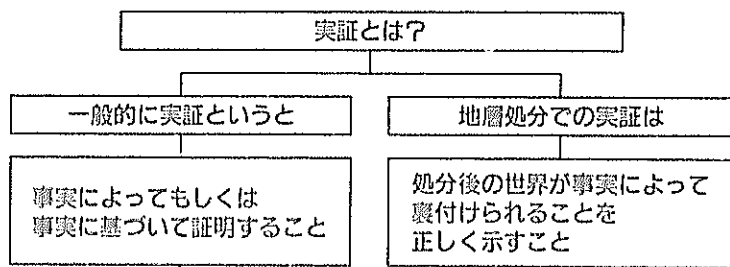 実証とは?
一般的に実証というと
地層処分での実証は
事実によってもしくは
事実に基づいて証明すること
処分後の世界が事実によって
裏付けられることを
正しく示すこと